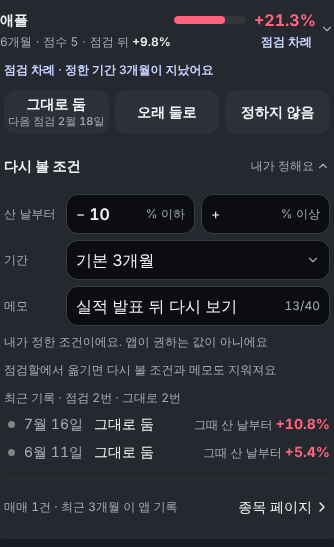 애플 +21.3%
6개월 · 점수 5 · 점검 뒤 +9.8% 점검 차례
점검 차례 · 정한 기간 3개월이 지났어요
그대로 둠 오래 둘로 정하지 않음
다음 점검 2월 18일
다시 볼 조건 내가 정해요
산 날부터 − 10 % 이하 + % 이상
기간 기본 3개월
메모 실적 발표 뒤 다시 보기 13/40
내가 정한 조건이에요. 앱이 권하는 값이 아니에요
점검할에서 옮기면 다시 볼 조건과 메모도 지워져요
최근 기록 · 점검 2번 · 그대로 2번
7월 16일 그대로 둠 그때 산 날부터 +10.8%
6월 11일 그대로 둠 그때 산 날부터 +5.4%
매매 1건 · 최근 3개월 이 앱 기록 종목 페이지